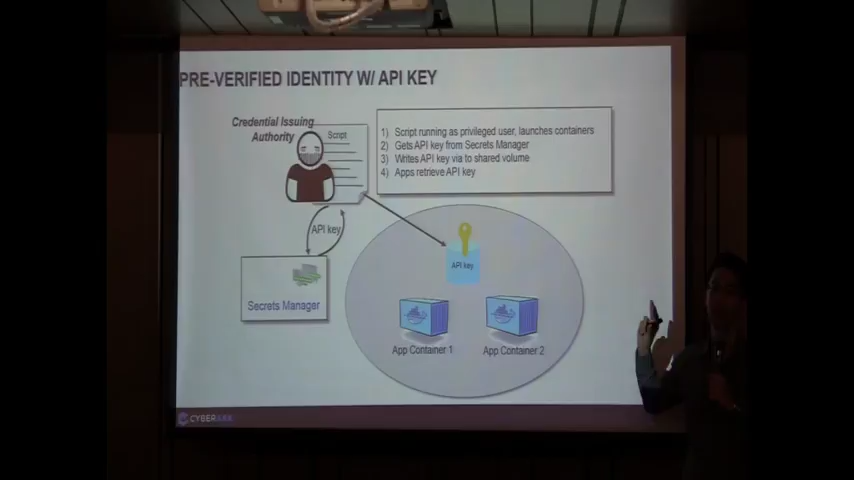 PRE-VERIFIED IDENTITY W/ API KEY
Credential Issuing
Authority
Script
1) Script running as privileged user, launches containers
2) Gets API key from Secrets Manager
3) Writes API key via to shared volume
4) Apps retrieve API key
API key
API key
Secrets Manager
App Container 1
App Container 2
CYBERARK